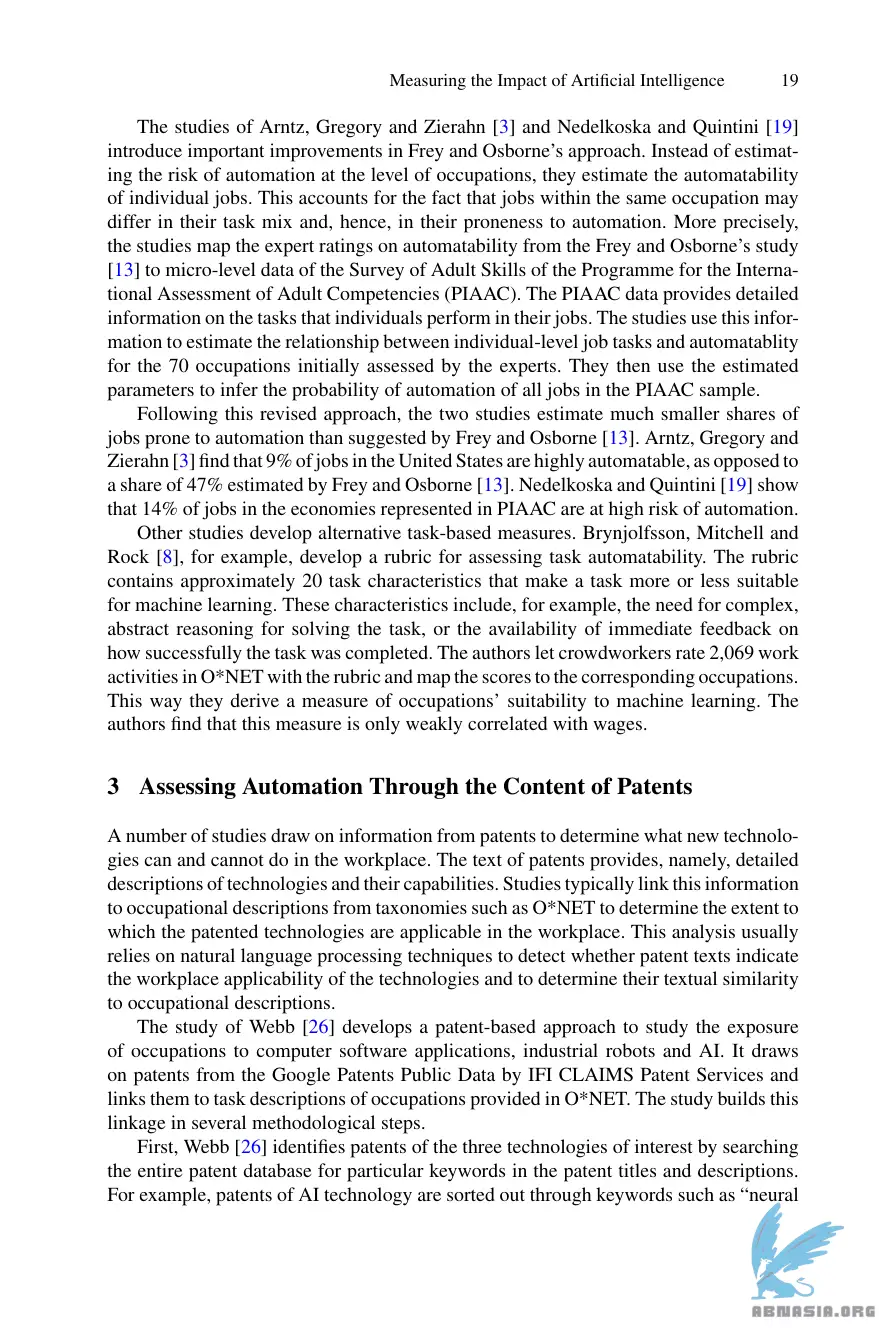 Measuring the Impact of Artificial Intelligence 19
The studies of Arntz, Gregory and Zierahn [3] and Nedelkoska and Quintini [19]
introduce important improvements in Frey and Osborne’s approach. Instead of estimat-
ing the risk of automation at the level of occupations, they estimate the automatability
of individual jobs. This accounts for the fact that jobs within the same occupation may
differ in their task mix and, hence, in their proneness to automation. More precisely,
the studies map the expert ratings on automatability from the Frey and Osborne’s study
[13] to micro-level data of the Survey of Adult Skills of the Programme for the Interna-
tional Assessment of Adult Competencies (PIAAC). The PIAAC data provides detailed
information on the tasks that individuals perform in their jobs. The studies use this infor-
mation to estimate the relationship between individual-level job tasks and automatablity
for the 70 occupations initially assessed by the experts. They then use the estimated
parameters to infer the probability of automation of all jobs in the PIAAC sample.
Following this revised approach, the two studies estimate much smaller shares of
jobs prone to automation than suggested by Frey and Osborne [13]. Arntz, Gregory and
Zierahn [3] find that 9% of jobs in the United States are highly automatable, as opposed to
a share of 47% estimated by Frey and Osborne [13]. Nedelkoska and Quintini [19] show
that 14% of jobs in the economies represented in PIAAC are at high risk of automation.
Other studies develop alternative task-based measures. Brynjolfsson, Mitchell and
Rock [8], for example, develop a rubric for assessing task automatability. The rubric
contains approximately 20 task characteristics that make a task more or less suitable
for machine learning. These characteristics include, for example, the need for complex,
abstract reasoning for solving the task, or the availability of immediate feedback on
how successfully the task was completed. The authors let crowdworkers rate 2,069 work
activities in O*NET with the rubric and map the scores to the corresponding occupations.
This way they derive a measure of occupations’ suitability to machine learning. The
authors find that this measure is only weakly correlated with wages.
3 Assessing Automation Through the Content of Patents
A number of studies draw on information from patents to determine what new technolo-
gies can and cannot do in the workplace. The text of patents provides, namely, detailed
descriptions of technologies and their capabilities. Studies typically link this information
to occupational descriptions from taxonomies such as O*NET to determine the extent to
which the patented technologies are applicable in the workplace. This analysis usually
relies on natural language processing techniques to detect whether patent texts indicate
the workplace applicability of the technologies and to determine their textual similarity
to occupational descriptions.
The study of Webb [26] develops a patent-based approach to study the exposure
of occupations to computer software applications, industrial robots and AI. It draws
on patents from the Google Patents Public Data by IFI CLAIMS Patent Services and
links them to task descriptions of occupations provided in O*NET. The study builds this
linkage in several methodological steps.
First, Webb [26] identifies patents of the three technologies of interest by searching
the entire patent database for particular keywords in the patent titles and descriptions.
For example, patents of AI technology are sorted out through keywords such as “neural
ABNASIA.ORG